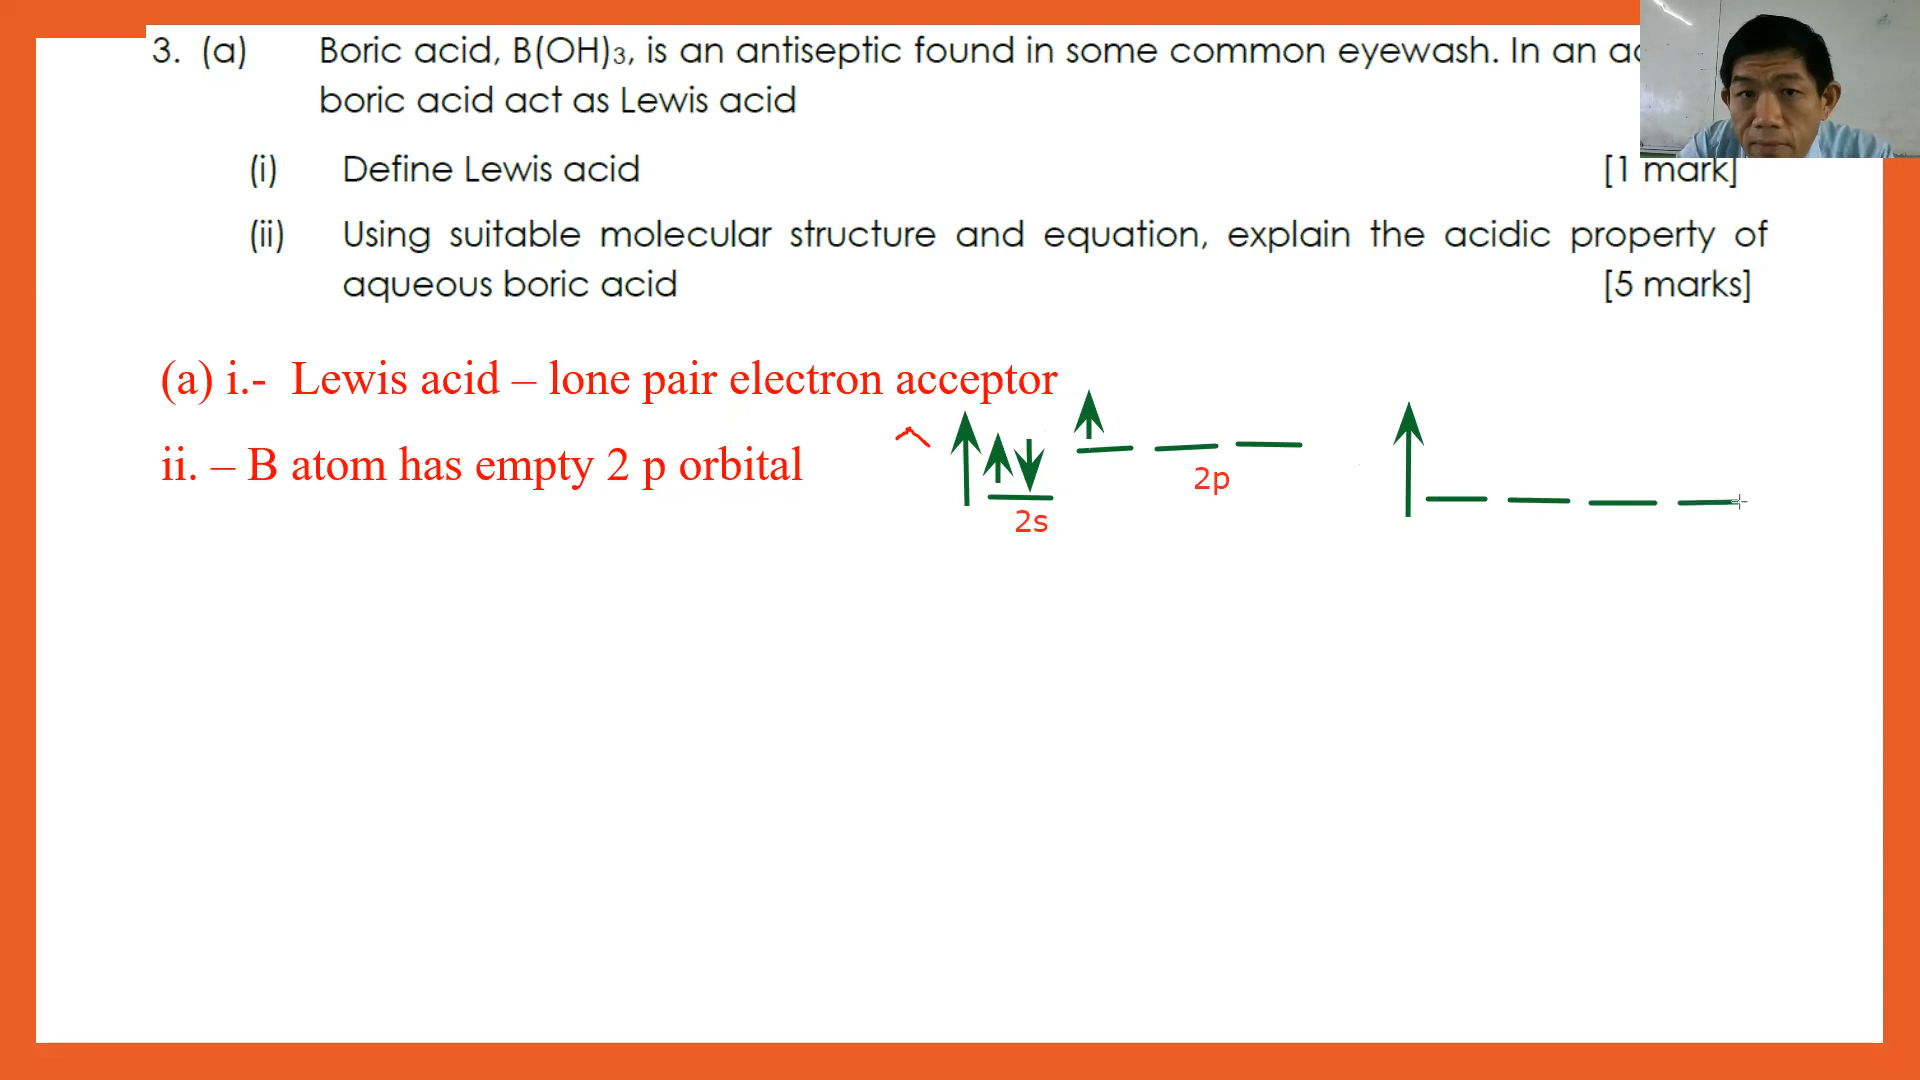 3. (a) Boric acid, B(OH)₃, is an antiseptic found in some common eyewash. In an
boric acid act as Lewis acid
(i) Define Lewis acid [1 mark]
(ii) Using suitable molecular structure and equation, explain the acidic property of
aqueous boric acid [5 marks]
(a) i.- Lewis acid – lone pair electron acceptor
ii. – B atom has empty 2 p orbital
2p
2s